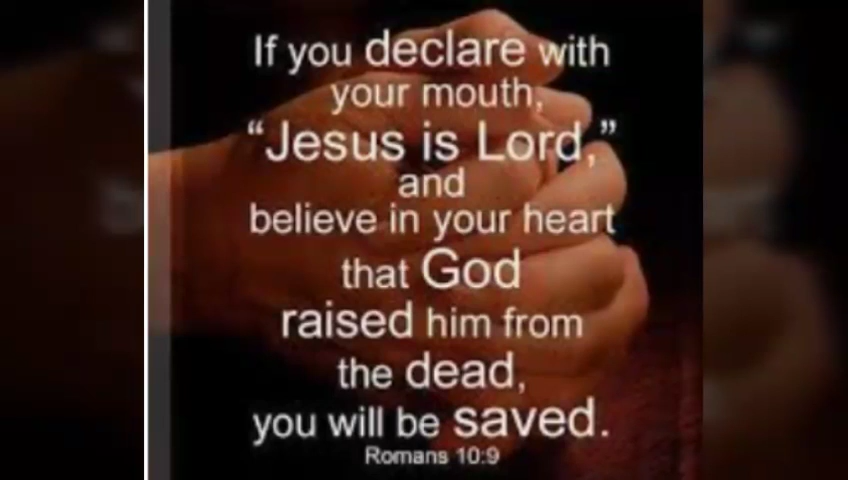 If you declare with
your mouth,
“Jesus is Lord,”
and
believe in your heart
that God
raised him from
the dead,
you will be saved.
Romans 10:9